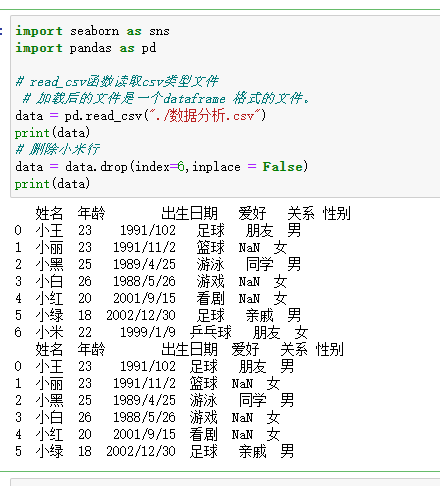 import seaborn as sns
import pandas as pd
# read_csv函数读取csv类型文件
# 加载后的文件是一个dataframe 格式的文件。
data = pd.read_csv("./数据分析.csv")
print(data)
# 删除小米行
data = data.drop(index=6,inplace = False)
print(data)
姓名 年龄 出生日期 爱好 关系 性别
0 小王 23 1991/102 足球 朋友 男
1 小丽 23 1991/11/2 篮球 NaN 女
2 小黑 25 1989/4/25 游泳 同学 男
3 小白 26 1988/5/26 游戏 NaN 女
4 小红 20 2001/9/15 看剧 NaN 女
5 小绿 18 2002/12/30 足球 亲戚 男
6 小米 22 1999/1/9 乒乓球 朋友 女
姓名 年龄 出生日期 爱好 关系 性别
0 小王 23 1991/102 足球 朋友 男
1 小丽 23 1991/11/2 篮球 NaN 女
2 小黑 25 1989/4/25 游泳 同学 男
3 小白 26 1988/5/26 游戏 NaN 女
4 小红 20 2001/9/15 看剧 NaN 女
5 小绿 18 2002/12/30 足球 亲戚 男